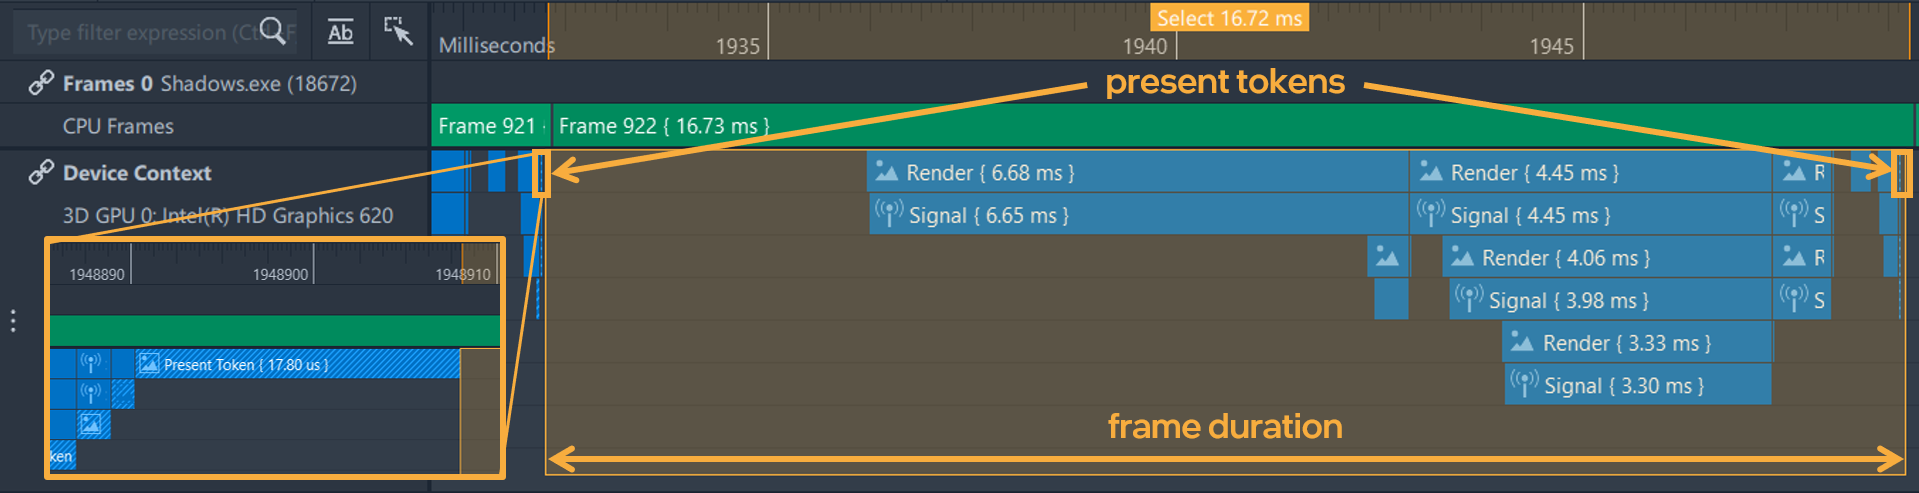 Type filter expression (Ctrl+F
Ab
Select 16.72 ms
Milliseconds
1935
1940
1945
Frames 0 Shadows.exe (18672)
present tokens
CPU Frames
Frame 921
Frame 922 { 16.73 ms }
Device Context
Render { 6.68 ms }
Render { 4.45 ms }
R
3D GPU 0: Intel(R) HD Graphics 620
Signal { 6.65 ms }
Signal { 4.45 ms }
S
Render { 4.06 ms }
R
1948890
1948900
1948910
Signal { 3.98 ms }
S
Render { 3.33 ms }
Present Token { 17.80 us }
Signal { 3.30 ms }
frame duration
ken